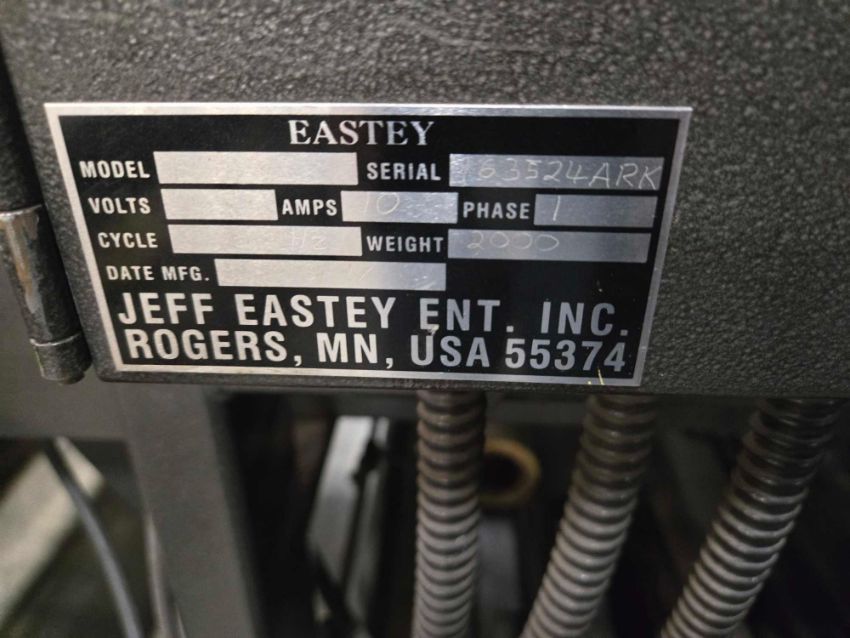 EASTEY
MODEL SERIAL 63524ARK
VOLTS AMPS 10 PHASE 1
CYCLE Hz WEIGHT 2000
DATE MFG.
JEFF EASTEY ENT. INC.
ROGERS, MN, USA 55374